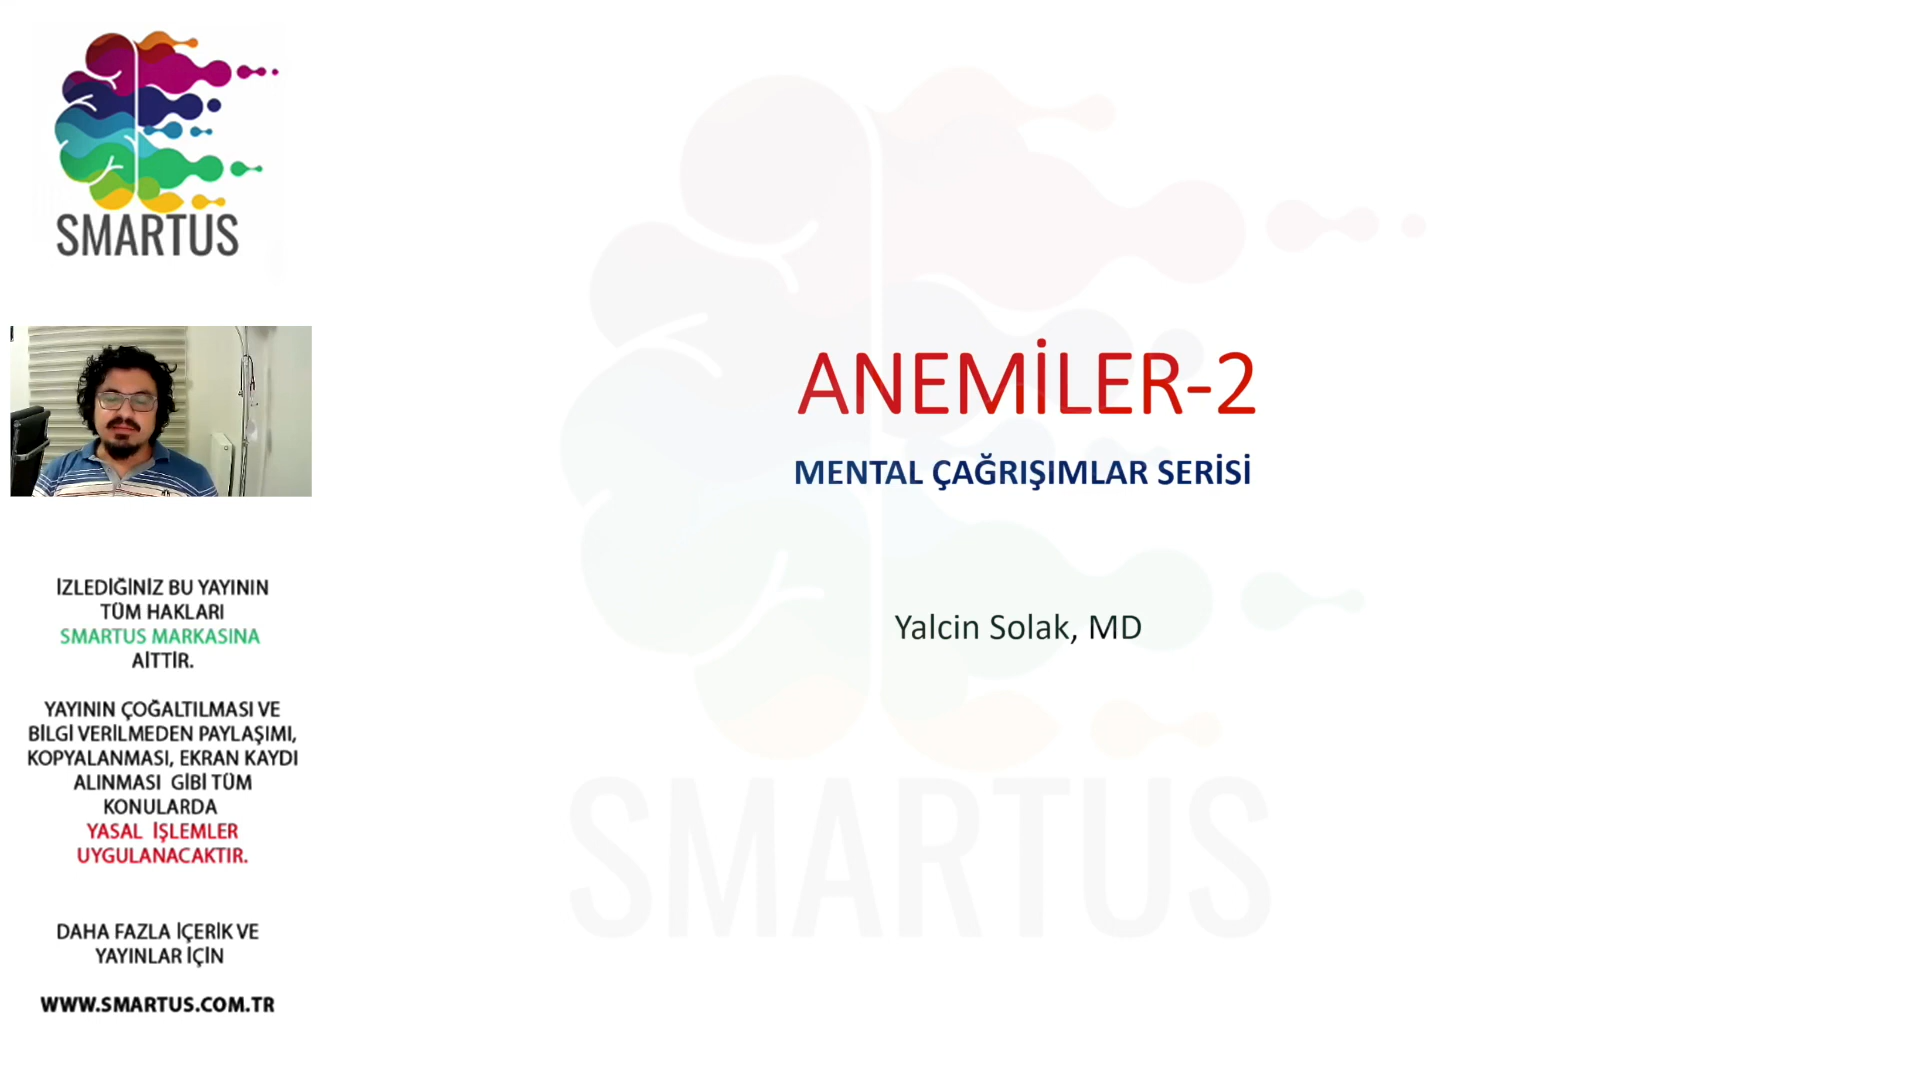 SMARTUS
İZLEDİĞİNİZ BU YAYININ
TÜM HAKLARI
SMARTUS MARKASINA
AİTTİR.
YAYININ ÇOĞALTILMASI VE
BİLGİ VERİLMEDEN PAYLAŞIMI,
KOPYALANMASI, EKRAN KAYDI
ALINMASI GİBİ TÜM
KONULARDA
YASAL İŞLEMLER
UYGULANACAKTIR.
DAHA FAZLA İÇERİK VE
YAYINLAR İÇİN
WWW.SMARTUS.COM.TR
ANEMİLER-2
MENTAL ÇAĞRIŞIMLAR SERİSİ
Yalcin Solak, MD
SMARTUS